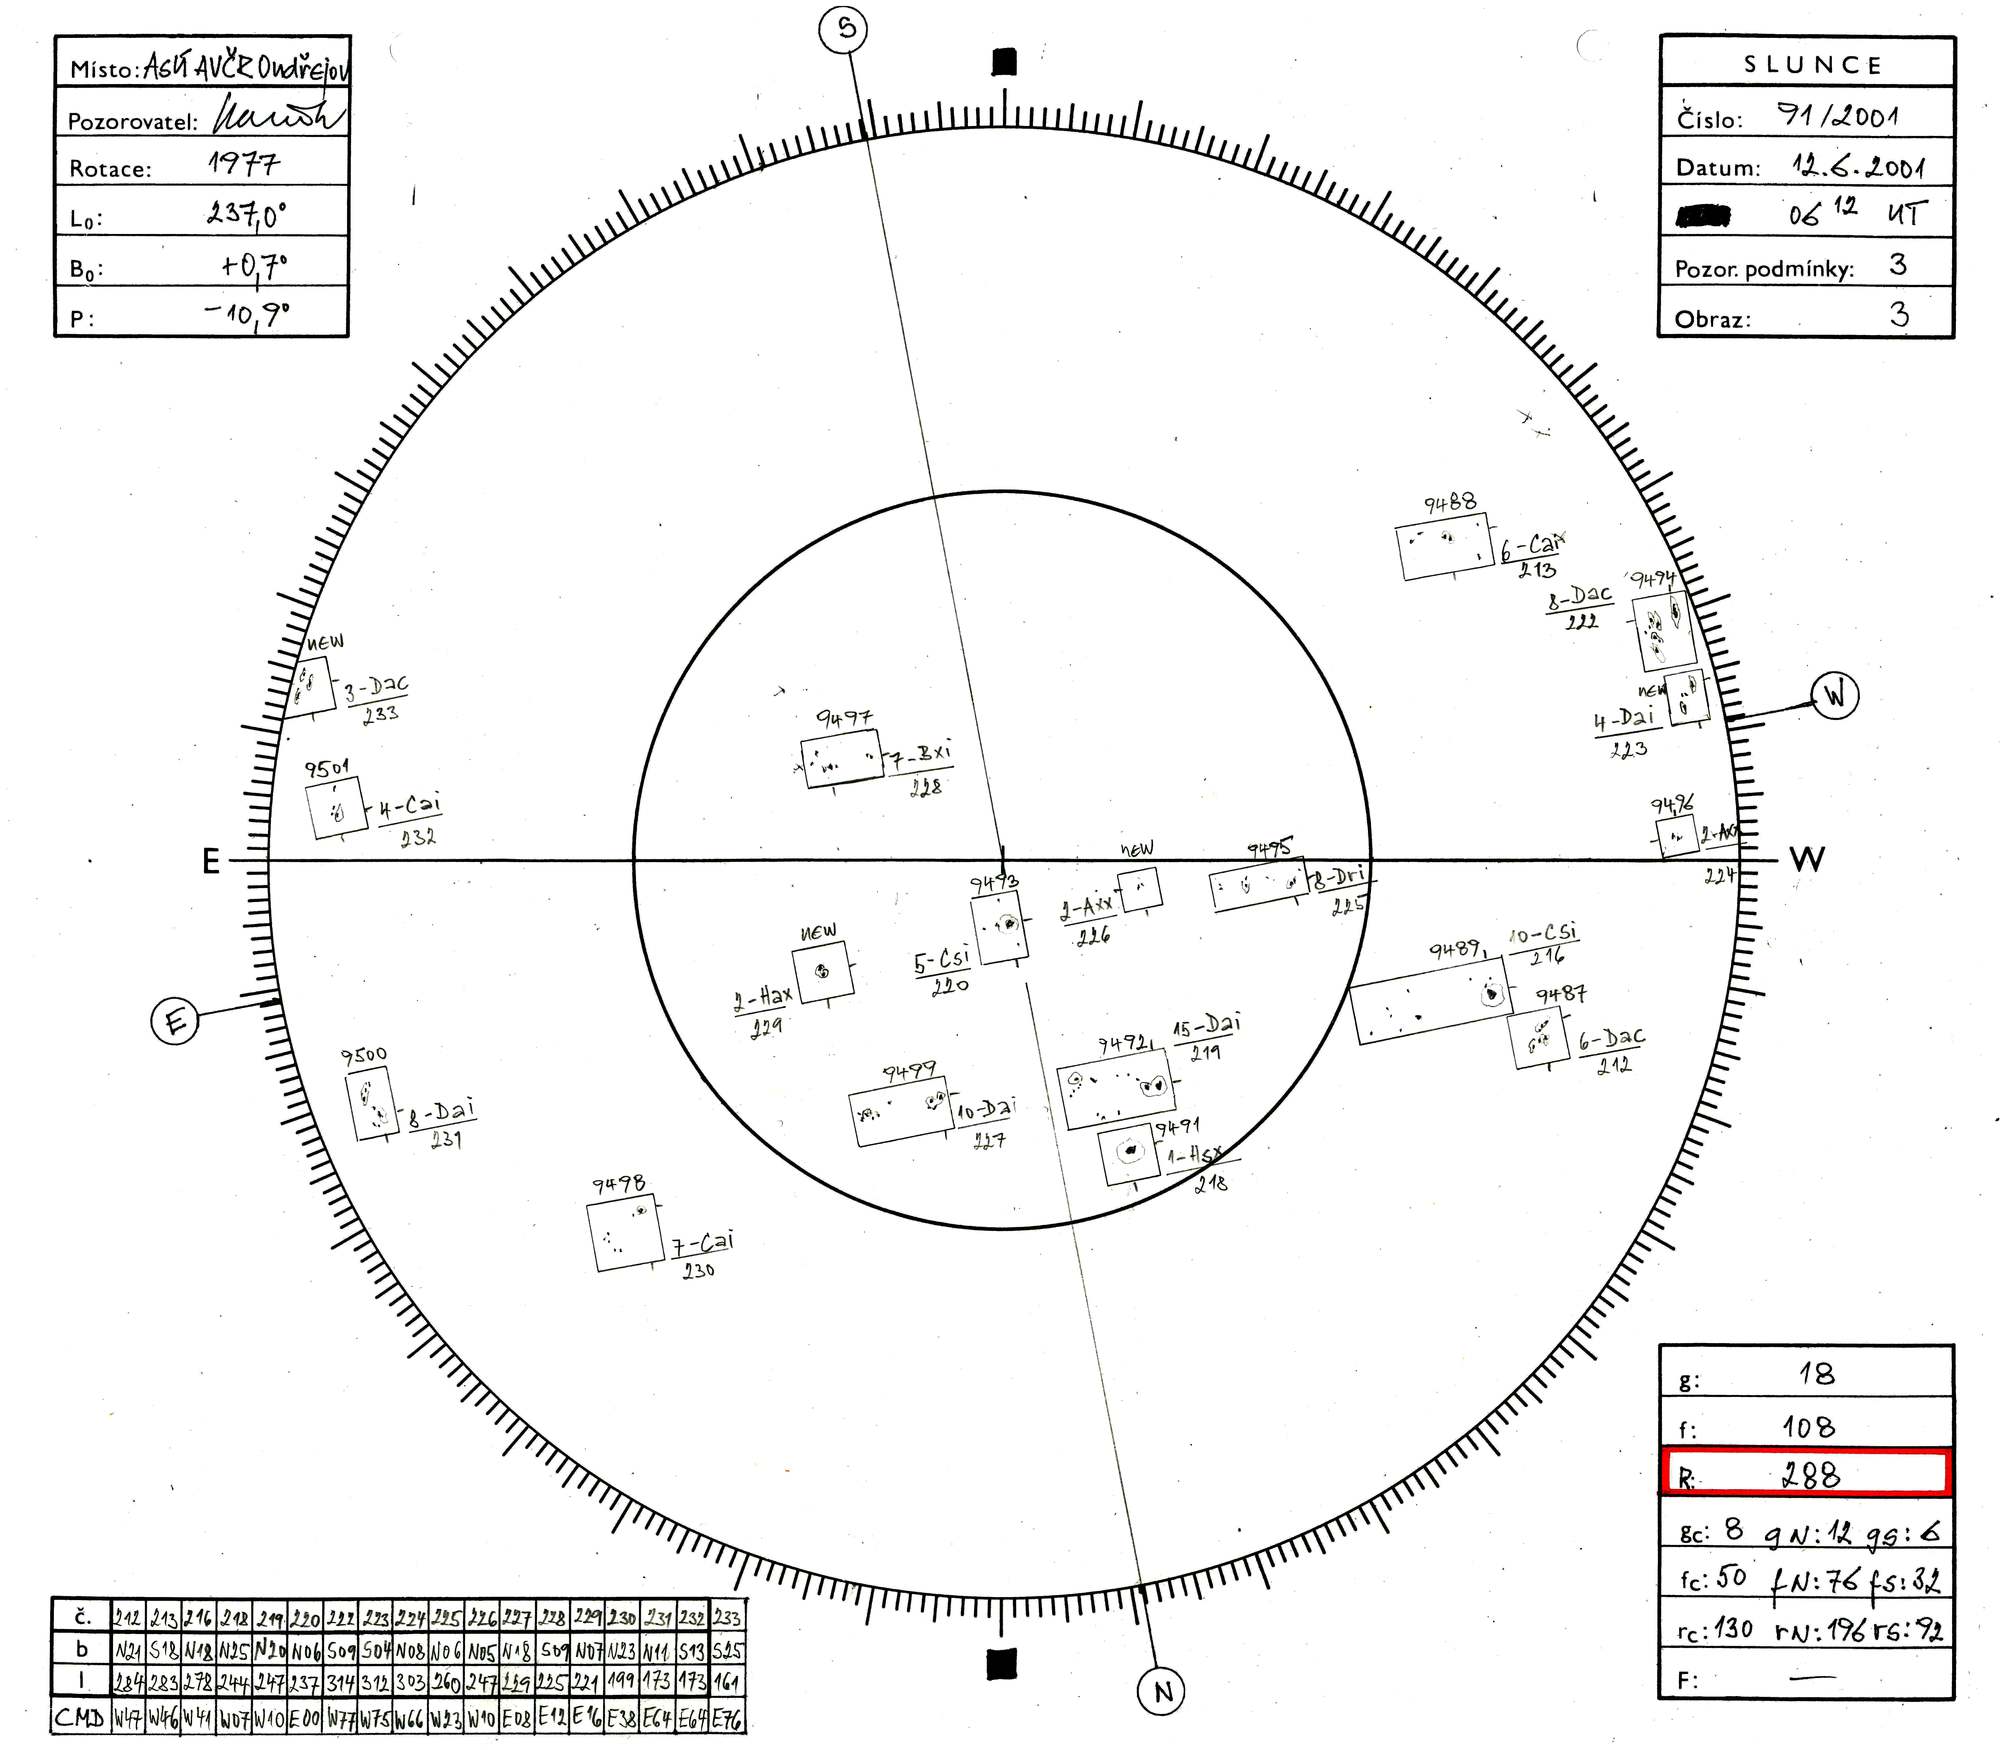 Místo: ASÚ AVČR Ondřejov
Pozorovatel:
Rotace: 1977
L₀: 237,0°
B₀: +0,7°
P: -10,9°
S
SLUNCE
Číslo: 91/2001
Datum: 12.6.2001
06 12 UT
Pozor. podmínky: 3
Obraz: 3
9488
6-Cai
213
9494
8-Dac
222
new
3-Dac
233
new
4-Dai
223
W
9497
7-Bxi
228
9501
4-Cai
232
9496
2-Axx
224
E
W
new
2-Axx
226
9495
8-Dri
225
9493
5-Csi
220
new
2-Hax
229
9489
10-Csi
216
9487
6-Dac
212
E
9500
8-Dai
231
9499
10-Dai
227
9492
15-Dai
219
9491
1-Hsx
218
9498
7-Cai
230
g: 18
f: 108
R: 288
gc: 8 gN: 12 gs: 6
fc: 50 fN: 76 fs: 32
rc: 130 rN: 196 rs: 92
F: —
N
č. 212 213 216 218 219 220 222 223 224 225 226 227 228 229 230 231 232 233
b N21 S18 N18 N25 N20 N06 S09 S04 N08 N06 N05 N18 S09 N07 N23 N11 S13 S25
l 284 283 278 244 247 237 314 312 303 260 247 229 225 221 199 173 173 161
CMD W47 W46 W41 W07 W10 E00 W77 W75 W66 W23 W10 E08 E12 E16 E38 E64 E64 E76